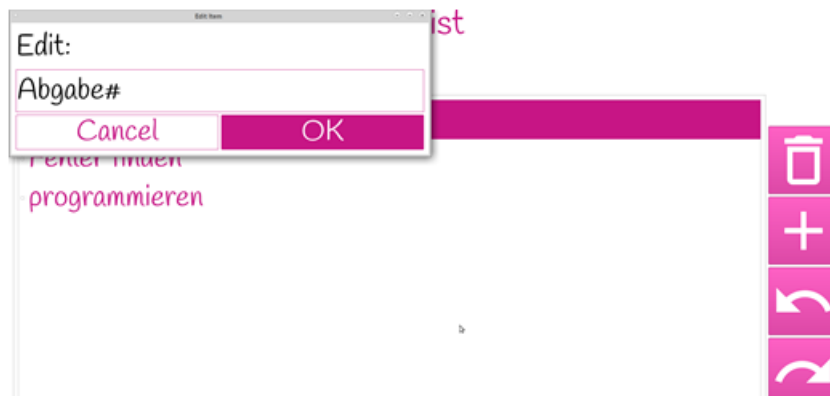 Edit Item
ist
Edit:
Abgabe#
Cancel
OK
Fehler finden
programmieren